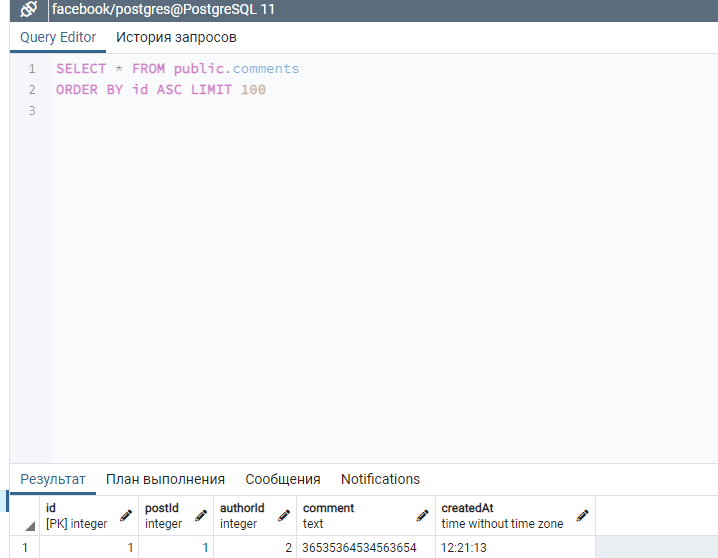 facebook/postgres@PostgreSQL 11
Query Editor История запросов
1 SELECT * FROM public.comments
2 ORDER BY id ASC LIMIT 100
3
Результат План выполнения Сообщения Notifications
id postId authorId comment createdAt
[PK] integer integer integer text time without time zone
1 1 1 2 36535364534563654 12:21:13